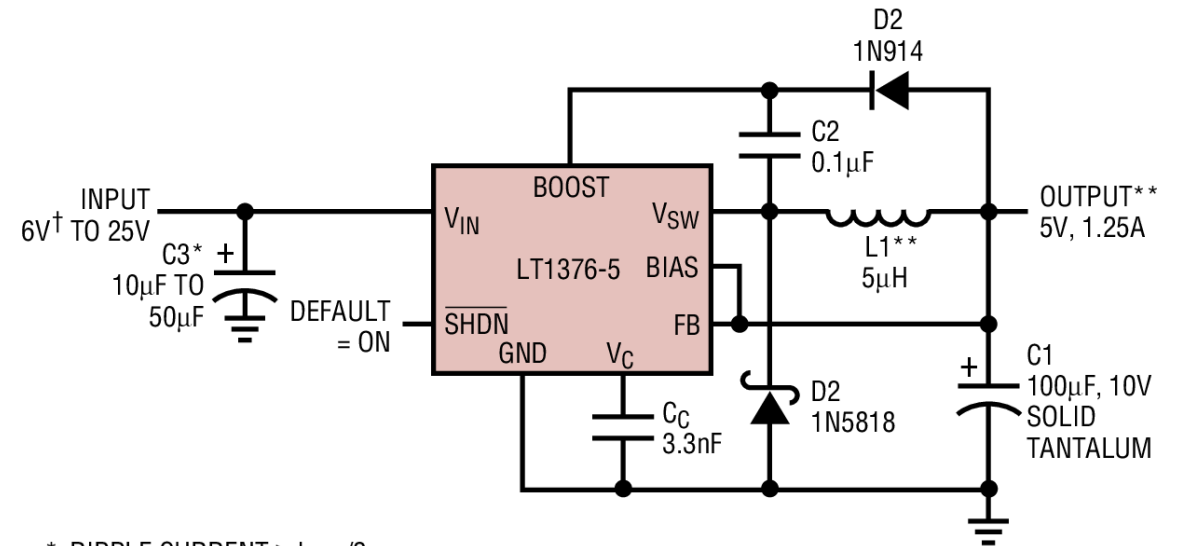 D2
1N914
C2
0.1µF
BOOST
INPUT
6V† TO 25V
VIN
VSW
OUTPUT**
5V, 1.25A
C3*
+
10µF TO
50µF
LT1376-5
BIAS
L1**
5µH
DEFAULT
= ON
SHDN
FB
GND
VC
C1
+
100µF, 10V
SOLID
TANTALUM
D2
1N5818
CC
3.3nF